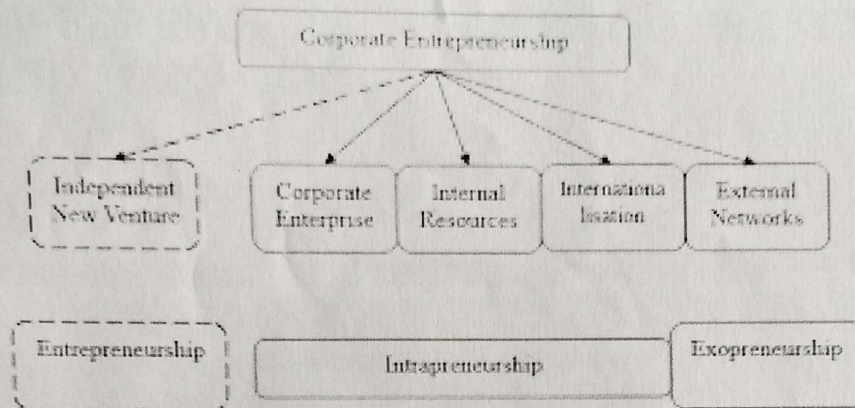 Corporate Entrepreneurship
Independent
New Venture
Corporate
Enterprise
Internal
Resources
Internationa
lisation
External
Networks
Entrepreneurship
Intrapreneurship
Exopreneurship